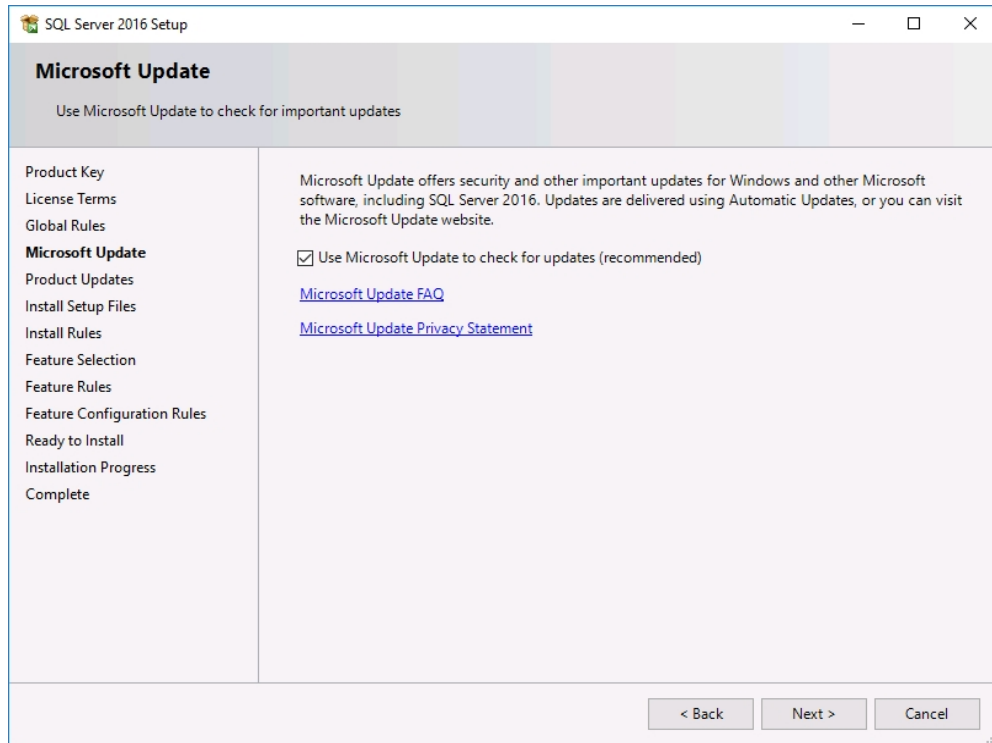 SQL Server 2016 Setup
Microsoft Update
Use Microsoft Update to check for important updates
Product Key
License Terms
Global Rules
Microsoft Update
Product Updates
Install Setup Files
Install Rules
Feature Selection
Feature Rules
Feature Configuration Rules
Ready to Install
Installation Progress
Complete
Microsoft Update offers security and other important updates for Windows and other Microsoft
software, including SQL Server 2016. Updates are delivered using Automatic Updates, or you can visit
the Microsoft Update website.
Use Microsoft Update to check for updates (recommended)
Microsoft Update FAQ
Microsoft Update Privacy Statement
< Back
Next >
Cancel